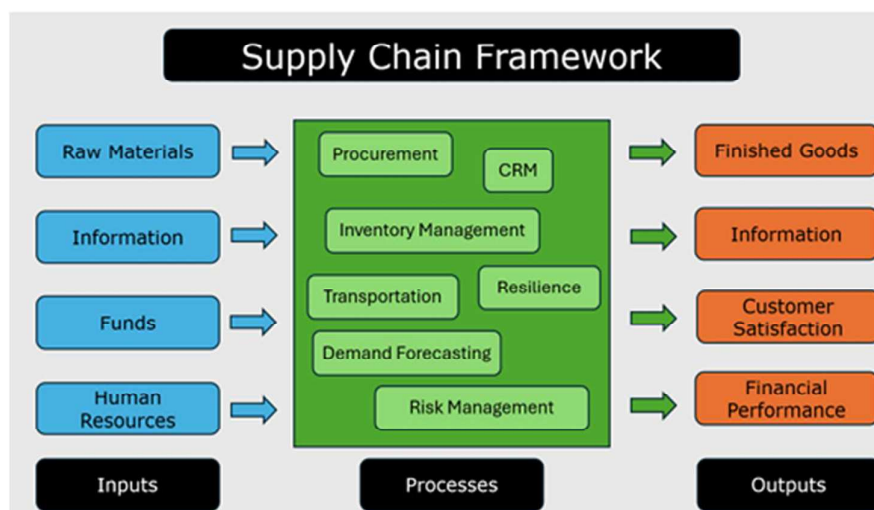 Supply Chain Framework
Raw Materials
Information
Funds
Human
Resources
Inputs
Procurement
CRM
Inventory Management
Resilience
Transportation
Demand Forecasting
Risk Management
Processes
Finished Goods
Information
Customer
Satisfaction
Financial
Performance
Outputs